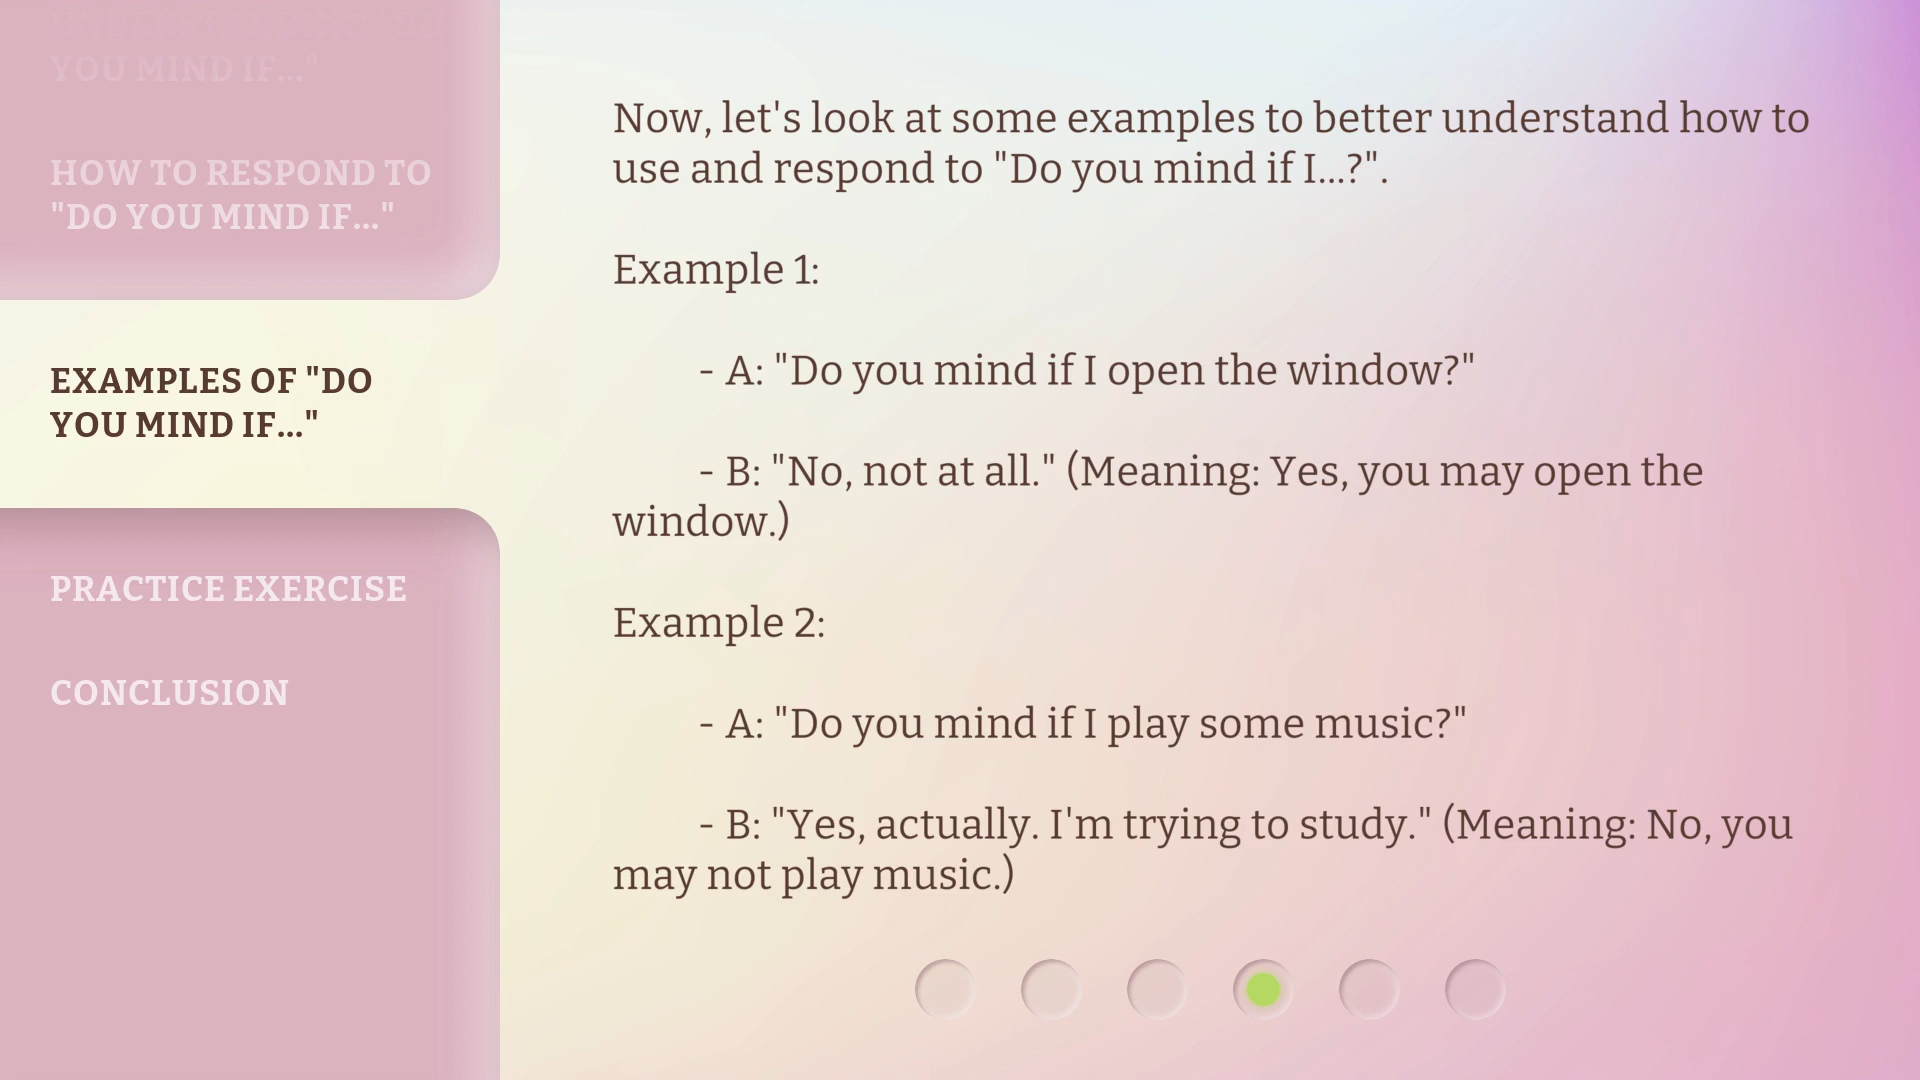 UNDERSTANDING "DO
YOU MIND IF..."
HOW TO RESPOND TO
"DO YOU MIND IF..."
EXAMPLES OF "DO
YOU MIND IF..."
PRACTICE EXERCISE
CONCLUSION
Now, let's look at some examples to better understand how to
use and respond to "Do you mind if I...?".
Example 1:
- A: "Do you mind if I open the window?"
- B: "No, not at all." (Meaning: Yes, you may open the
window.)
Example 2:
- A: "Do you mind if I play some music?"
- B: "Yes, actually. I'm trying to study." (Meaning: No, you
may not play music.)